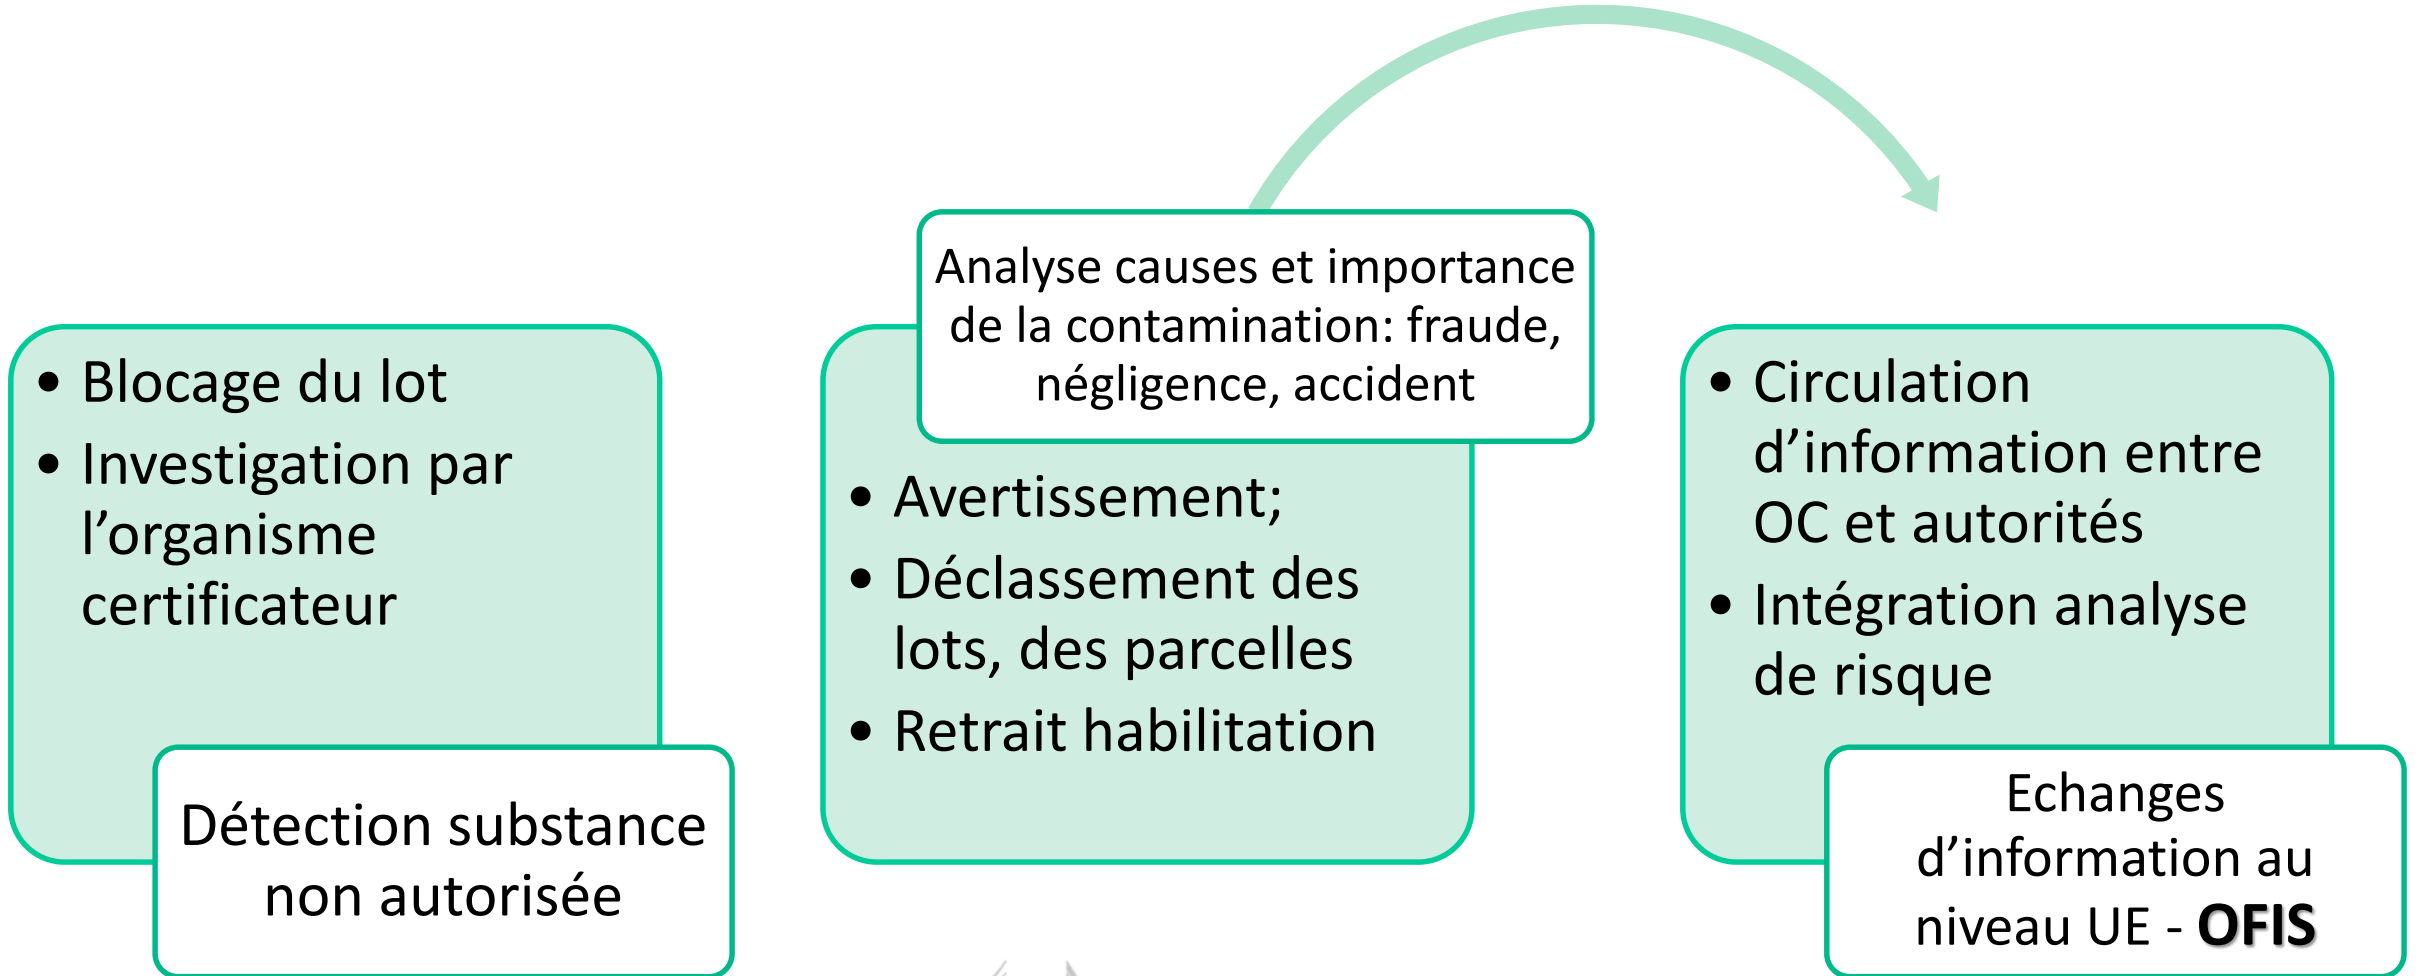 • Blocage du lot
• Investigation par
l’organisme
certificateur
Détection substance
non autorisée
Analyse causes et importance
de la contamination: fraude,
négligence, accident
• Avertissement;
• Déclassement des
lots, des parcelles
• Retrait habilitation
• Circulation
d’information entre
OC et autorités
• Intégration analyse
de risque
Echanges
d’information au
niveau UE - OFIS